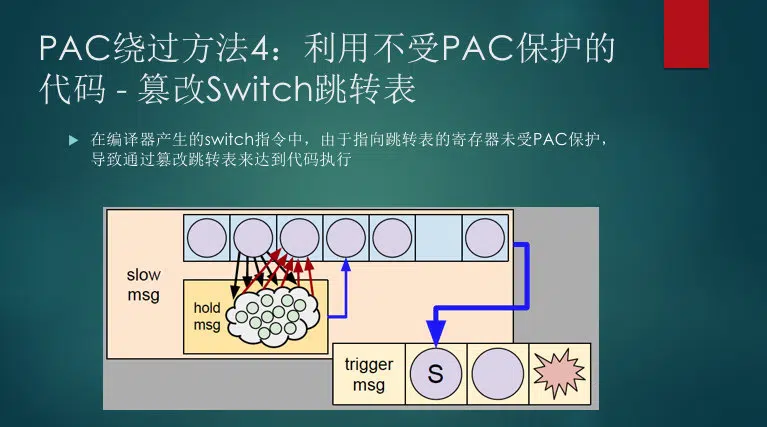 PAC绕过方法4：利用不受PAC保护的
代码 - 篡改Switch跳转表
在编译器产生的switch指令中，由于指向跳转表的寄存器未受PAC保护，
导致通过篡改跳转表来达到代码执行
slow
msg
hold
msg
trigger
msg
S